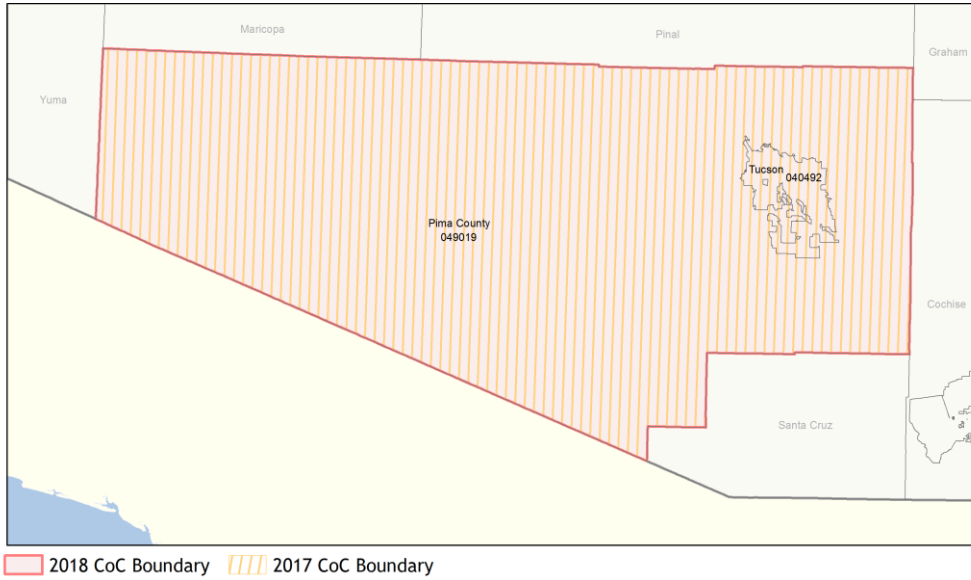 Maricopa
Pinal
Graham
Yuma
Tucson
040492
Pima County
049019
Cochise
Santa Cruz
2018 CoC Boundary
2017 CoC Boundary